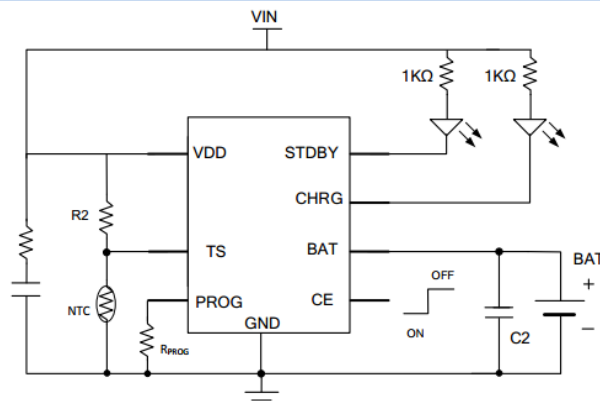 VIN
1KΩ
1KΩ
VDD
STDBY
CHRG
R2
TS
BAT
BAT
+
OFF
NTC
PROG
CE
ON
−
RPROG
GND
C2